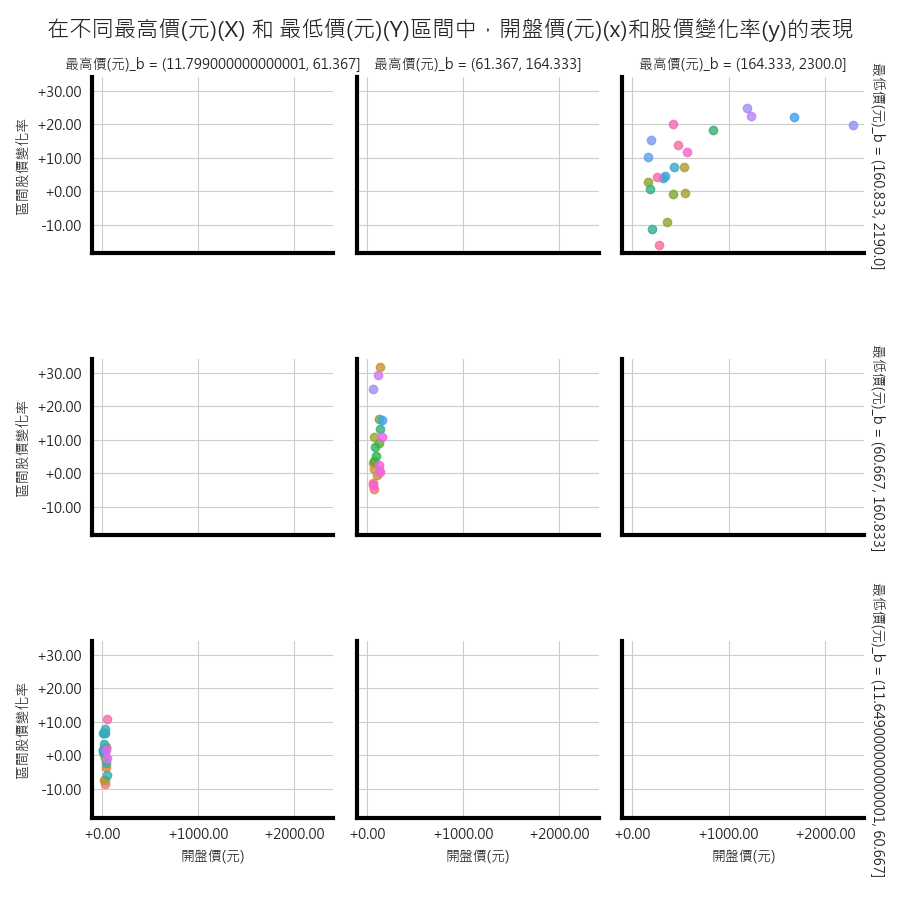 在不同最高價(元)(X) 和 最低價(元)(Y)區間中，開盤價(元)(x)和股價變化率(y)的表現
最高價(元)_b = (11.799000000000001, 61.367]
最高價(元)_b = (61.367, 164.333]
最高價(元)_b = (164.333, 2300.0]
+30.00
+20.00
+10.00
+0.00
-10.00
區間股價變化率
最低價(元)_b = (160.833, 2190.0]
+30.00
+20.00
+10.00
+0.00
-10.00
區間股價變化率
最低價(元)_b = (60.667, 160.833]
+30.00
+20.00
+10.00
+0.00
-10.00
區間股價變化率
最低價(元)_b = (11.649000000000001, 60.667]
+0.00 +1000.00 +2000.00
+0.00 +1000.00 +2000.00
+0.00 +1000.00 +2000.00
開盤價(元)
開盤價(元)
開盤價(元)